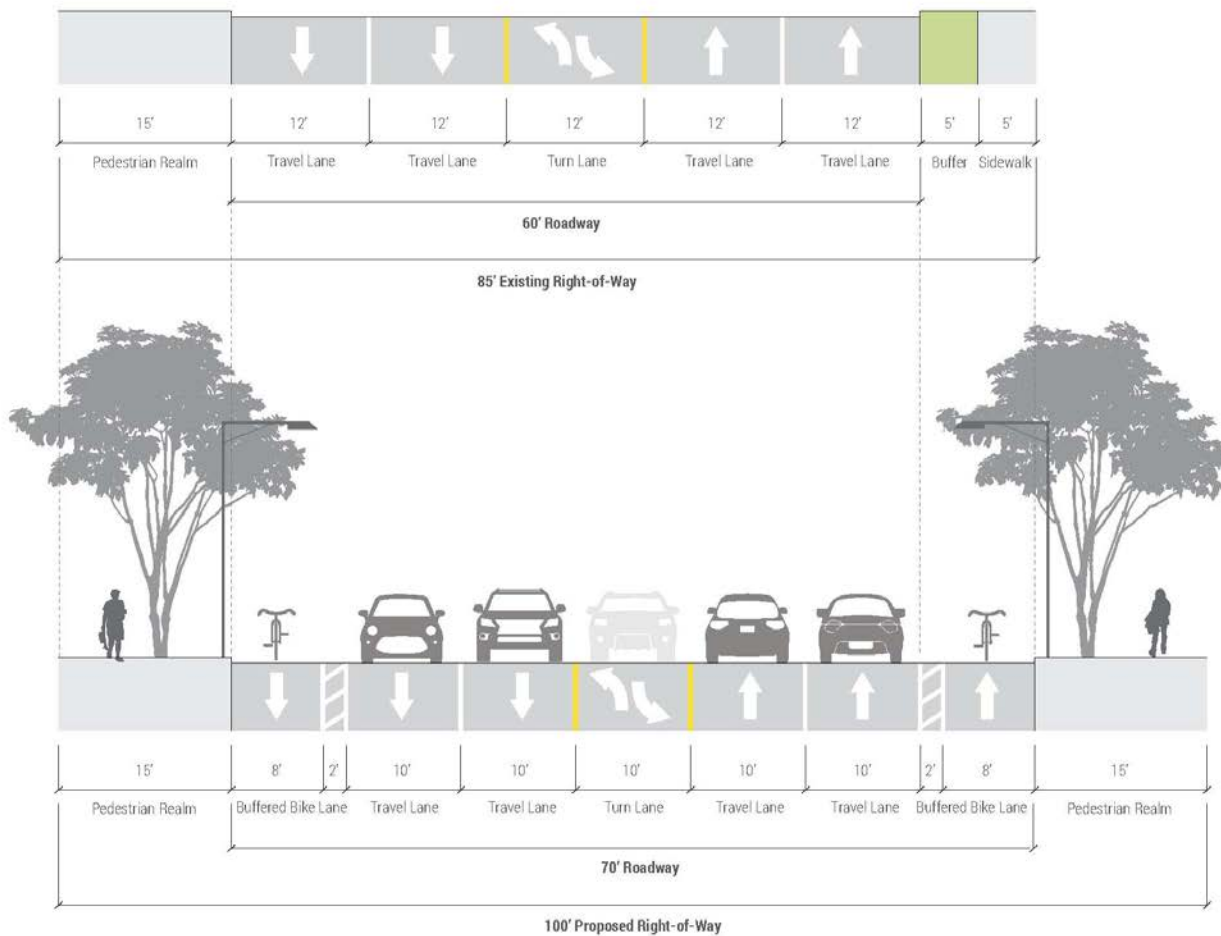 15' 12' 12' 12' 12' 12' 5' 5'
Pedestrian Realm Travel Lane Travel Lane Turn Lane Travel Lane Travel Lane Buffer Sidewalk
60' Roadway
85' Existing Right-of-Way
15' 8' 2' 10' 10' 10' 10' 10' 2' 8' 15'
Pedestrian Realm Buffered Bike Lane Travel Lane Travel Lane Turn Lane Travel Lane Travel Lane Buffered Bike Lane Pedestrian Realm
70' Roadway
100' Proposed Right-of-Way